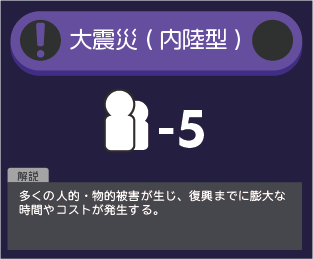 大震災(内陸型)
-5
解説
多くの人的・物的被害が生じ、復興までに膨大な
時間やコストが発生する。